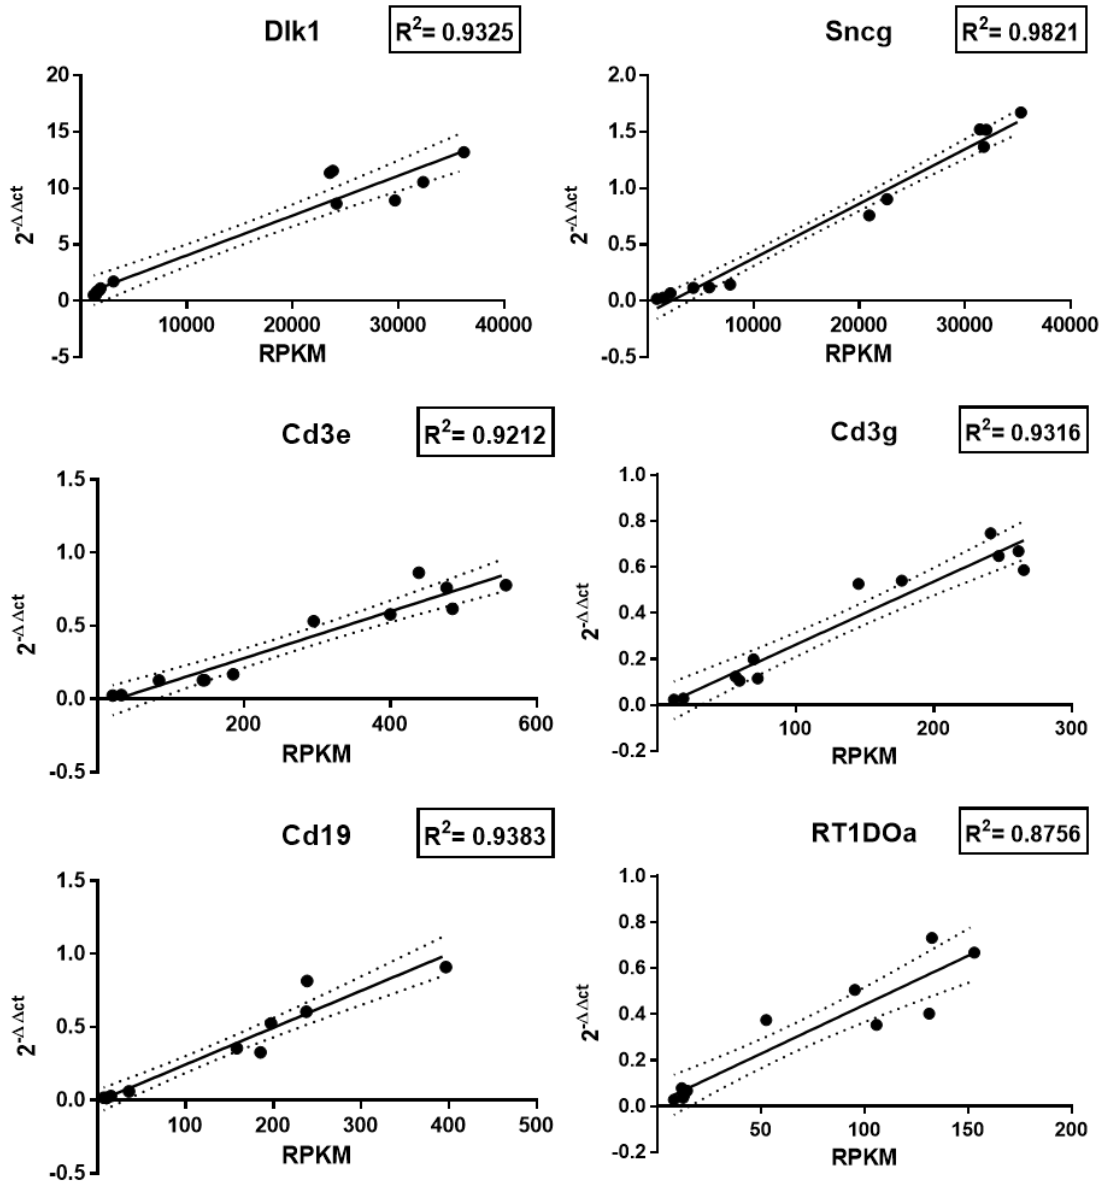 Dlk1
R²= 0.9325
20
15
10
5
0
-5
2^-ΔΔct
10000 20000 30000 40000
RPKM
Sncg
R²= 0.9821
2.0
1.5
1.0
0.5
0.0
-0.5
2^-ΔΔct
10000 20000 30000 40000
RPKM
Cd3e
R²= 0.9212
1.5
1.0
0.5
0.0
-0.5
2^-ΔΔct
200 400 600
RPKM
Cd3g
R²= 0.9316
1.0
0.8
0.6
0.4
0.2
0.0
-0.2
2^-ΔΔct
100 200 300
RPKM
Cd19
R²= 0.9383
1.5
1.0
0.5
0.0
-0.5
2^-ΔΔct
100 200 300 400 500
RPKM
RT1DOa
R²= 0.8756
1.0
0.8
0.6
0.4
0.2
0.0
-0.2
2^-ΔΔct
50 100 150 200
RPKM